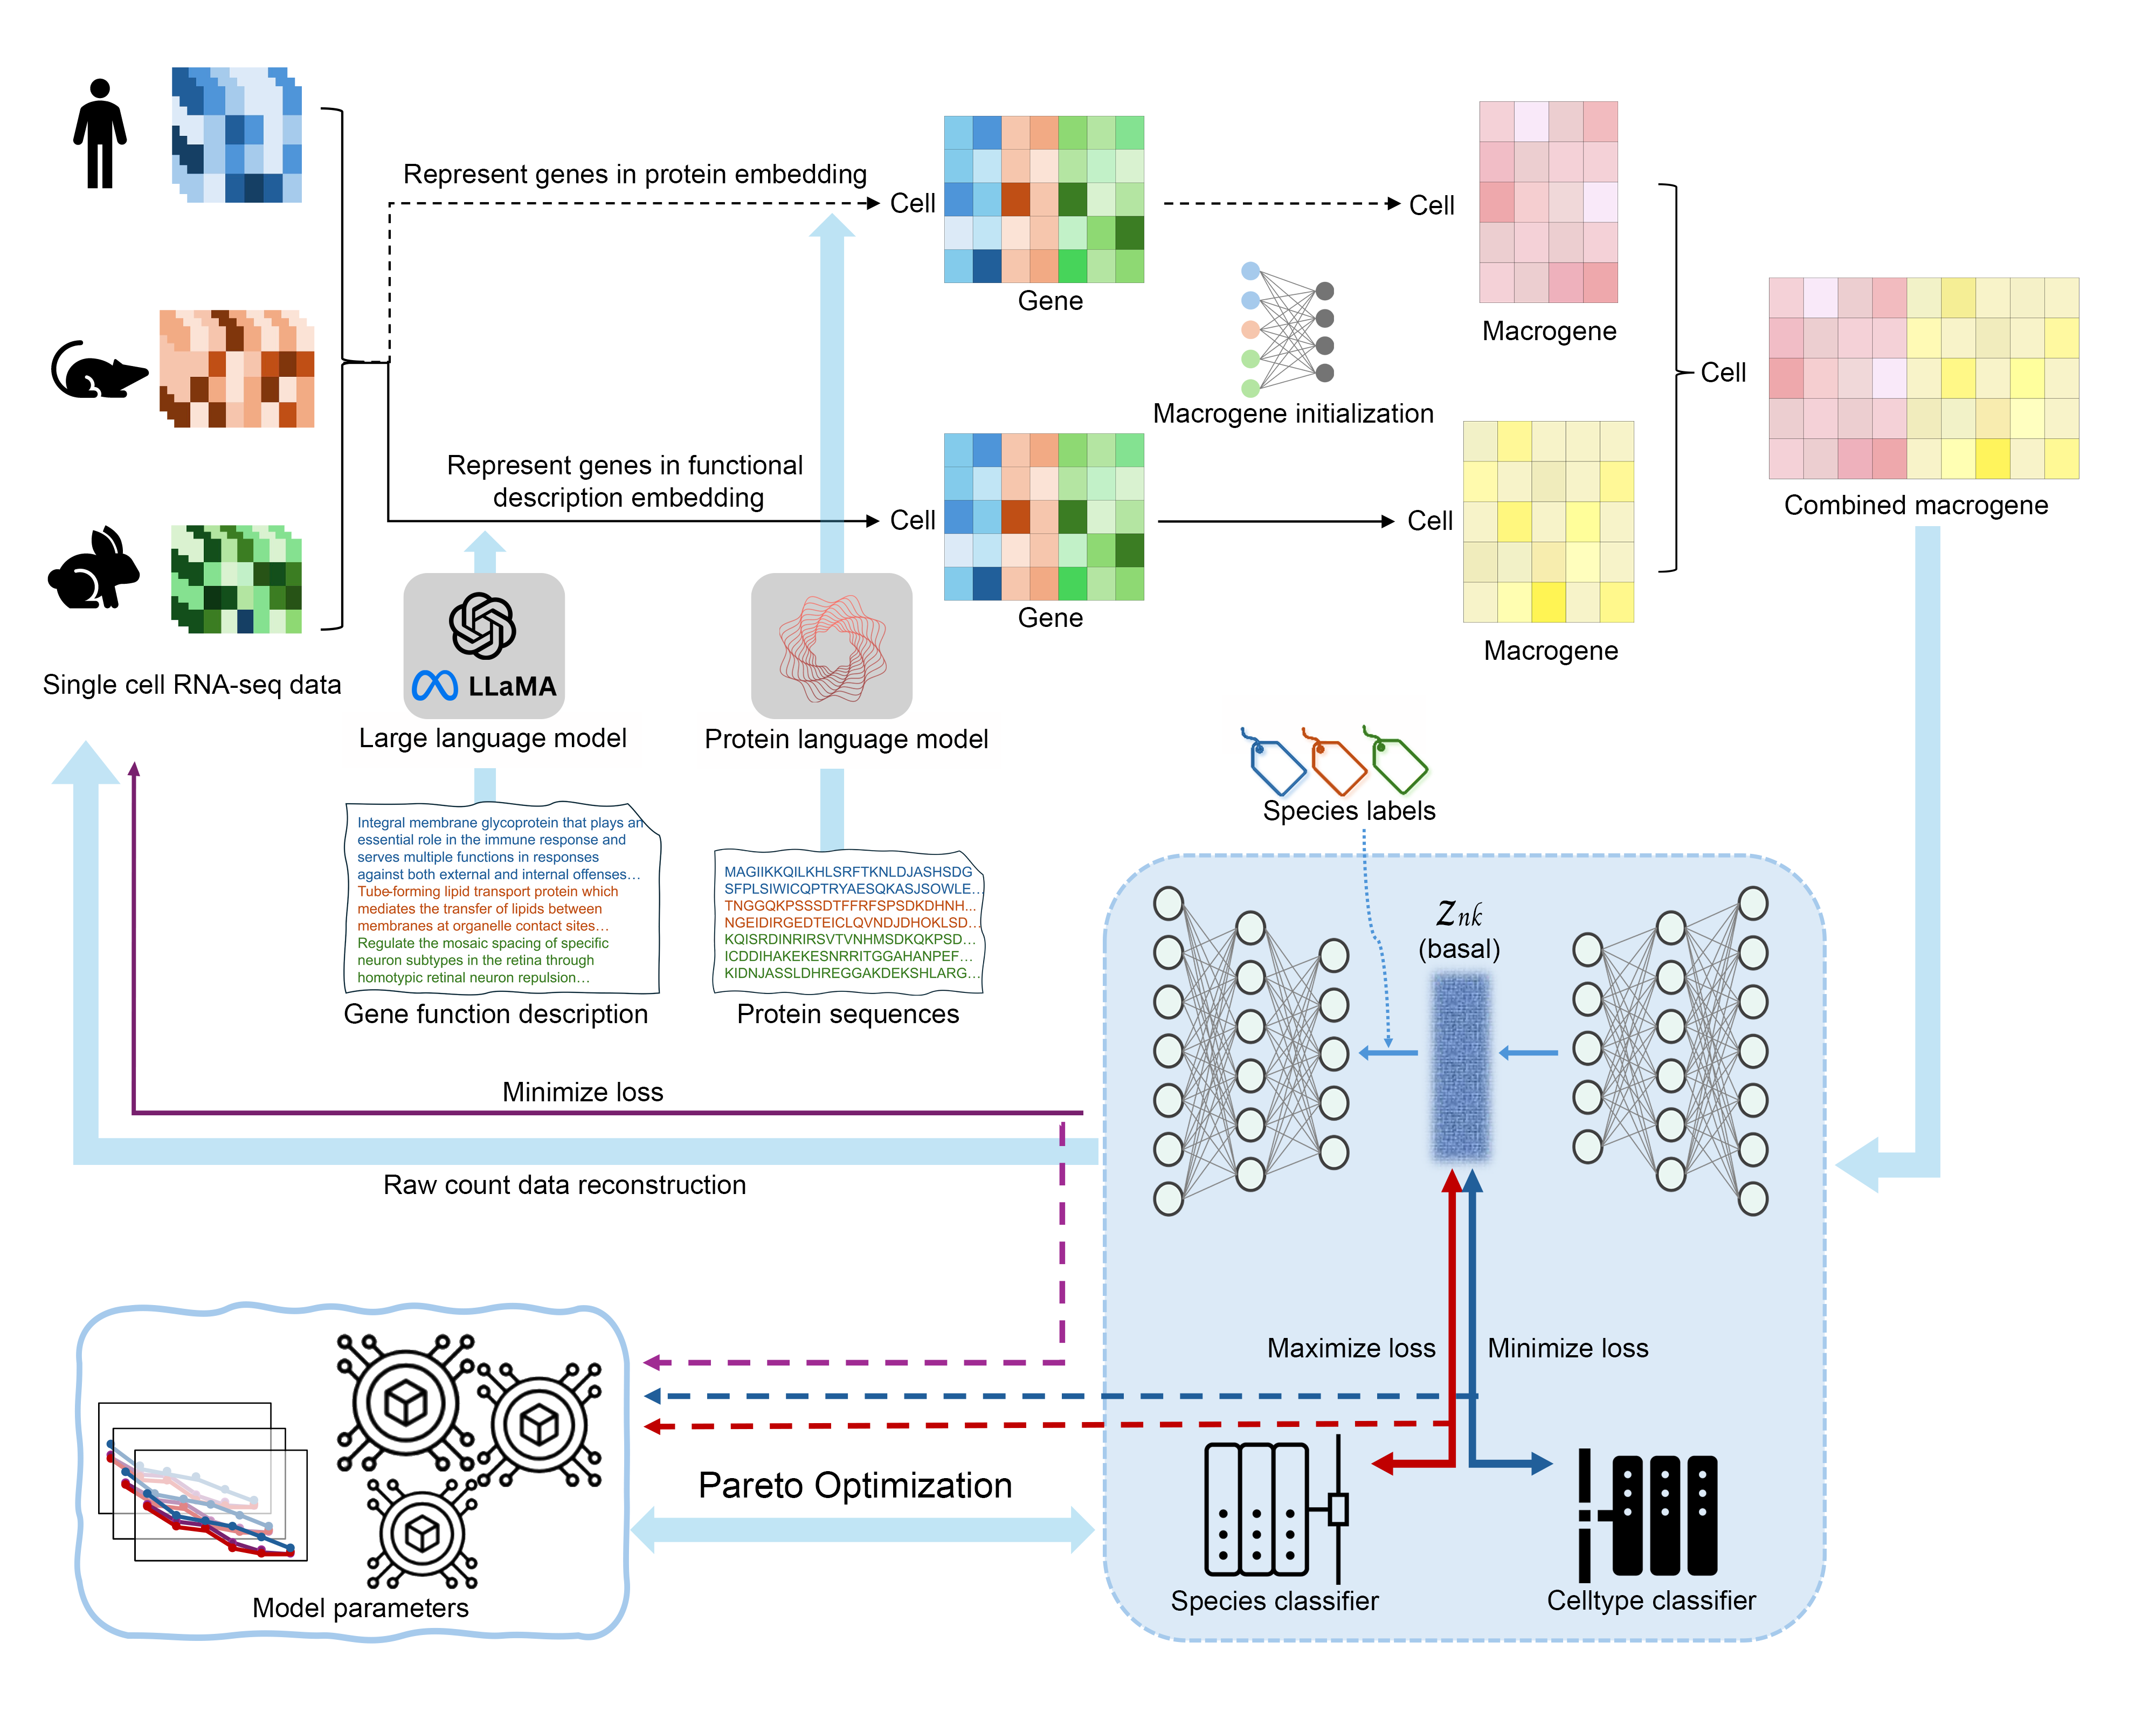 Represent genes in protein embedding
Cell
Gene
Cell
Macrogene
Macrogene initialization
Represent genes in functional
description embedding
Cell
Gene
Cell
Macrogene
Cell
Combined macrogene
Single cell RNA-seq data
LLaMA
Large language model
Protein language model
Integral membrane glycoprotein that plays an
essential role in the immune response and
serves multiple functions in responses
against both external and internal offenses…
Tube-forming lipid transport protein which
mediates the transfer of lipids between
membranes at organelle contact sites…
Regulate the mosaic spacing of specific
neuron subtypes in the retina through
homotypic retinal neuron repulsion…
Gene function description
MAGIIKKQILKHLSRFTKNLDJASHSDG
SFPLSIWICQPTRYAESQKASJSOWLE…
TNGGQKPSSSDTFFRFSPSDKDHNH...
NGEIDIRGEDTEICLQVNDJDHOKLSD…
KQISRDINRIRSVTVNHMSDKQKPSD…
ICDDIHAKEKESNRRITGGAHANPEF…
KIDNJASSLDHREGGAKDEKSHLARG…
Protein sequences
Species labels
Znk
(basal)
Minimize loss
Raw count data reconstruction
Maximize loss
Minimize loss
Pareto Optimization
Species classifier
Celltype classifier
Model parameters